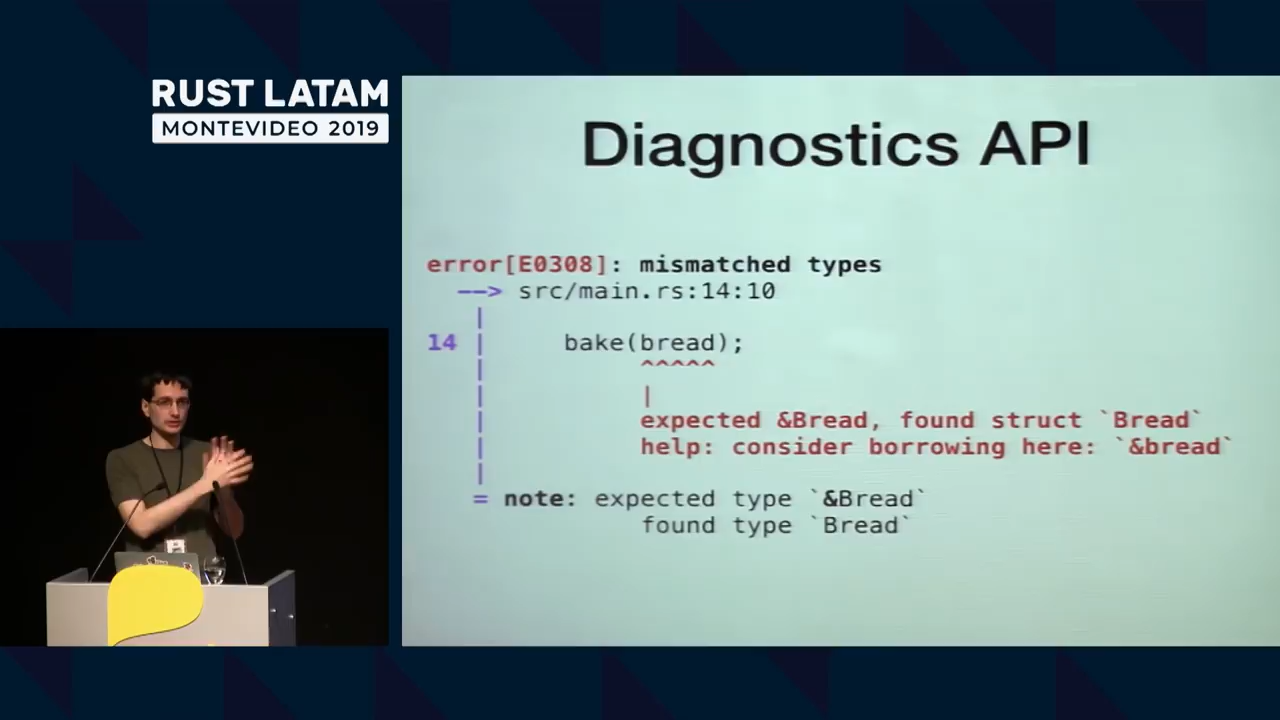 RUST LATAM
MONTEVIDEO 2019
Diagnostics API
error[E0308]: mismatched types
--> src/main.rs:14:10
|
14 | bake(bread);
| ^^^^^
| |
| expected &Bread, found struct `Bread`
| help: consider borrowing here: `&bread`
|
= note: expected type `&Bread`
found type `Bread`